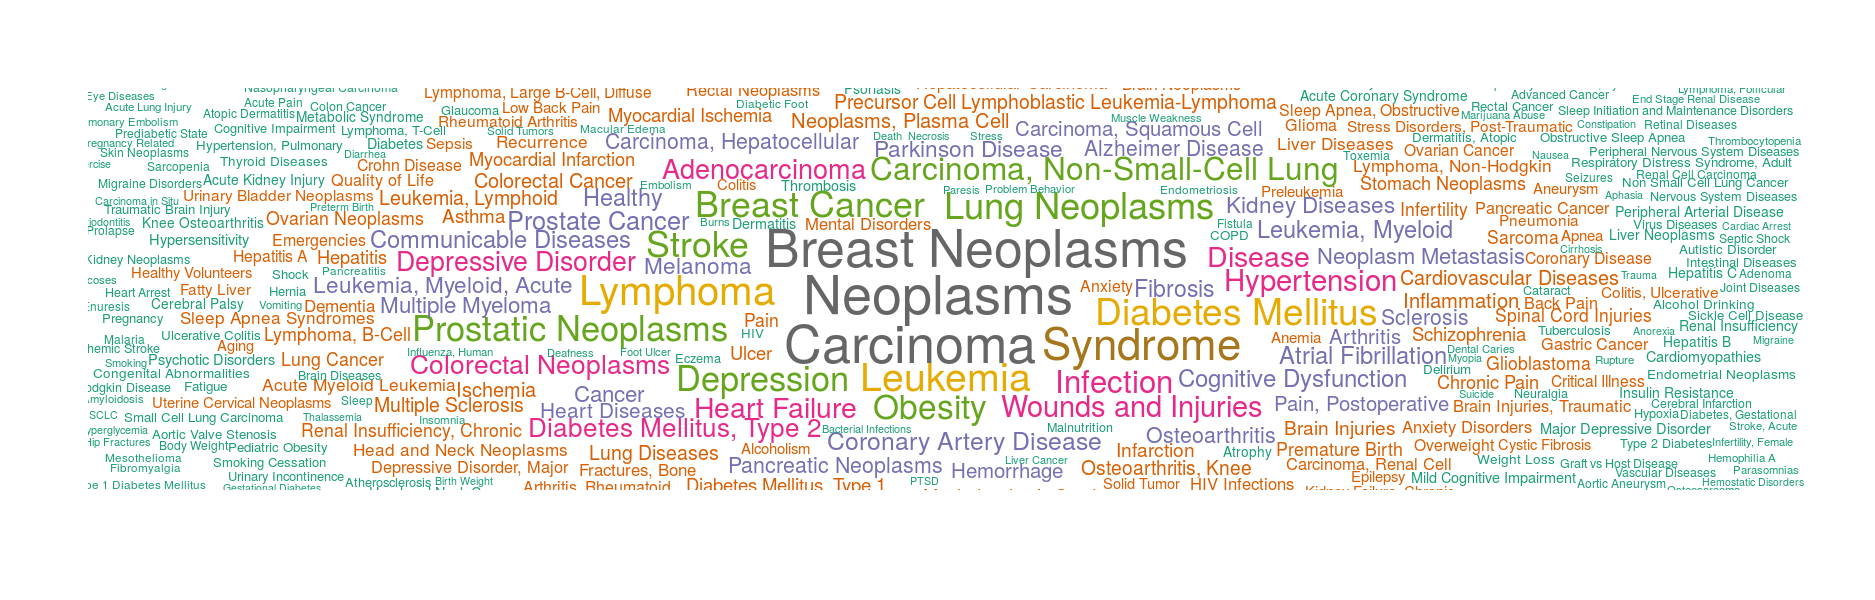 Nasopharyngeal Carcinoma
Psoriasis
Hepatocellular Carcinoma
Brain Neoplasms
Lymphoma, Follicular
Eye Diseases
Lymphoma, Large B-Cell, Diffuse
Rectal Neoplasms
Acute Coronary Syndrome
Advanced Cancer
End Stage Renal Disease
Acute Lung Injury
Acute Pain
Colon Cancer
Glaucoma
Low Back Pain
Diabetic Foot
Precursor Cell Lymphoblastic Leukemia-Lymphoma
Sleep Apnea, Obstructive
Rectal Cancer
Sleep Initiation and Maintenance Disorders
Atopic Dermatitis
Metabolic Syndrome
Rheumatoid Arthritis
Myocardial Ischemia
Neoplasms, Plasma Cell
Muscle Weakness
Marijuana Abuse
monary Embolism
Prediabetic State
Cognitive Impairment
Lymphoma, T-Cell
Solid Tumors
Macular Edema
Carcinoma, Squamous Cell
Glioma
Stress Disorders, Post-Traumatic
Constipation
Retinal Diseases
regnancy Related
Hypertension, Pulmonary
Diabetes
Sepsis
Recurrence
Carcinoma, Hepatocellular
Death
Necrosis
Stress
Parkinson Disease
Alzheimer Disease
Liver Diseases
Ovarian Cancer
Dermatitis, Atopic
Obstructive Sleep Apnea
Thrombocytopenia
Skin Neoplasms
Diarrhea
Toxemia
Nausea
Peripheral Nervous System Diseases
rcise
Sarcopenia
Thyroid Diseases
Crohn Disease
Myocardial Infarction
Adenocarcinoma
Carcinoma, Non-Small-Cell Lung
Lymphoma, Non-Hodgkin
Respiratory Distress Syndrome, Adult
Renal Cell Carcinoma
Migraine Disorders
Acute Kidney Injury
Quality of Life
Colorectal Cancer
Embolism
Colitis
Thrombosis
Paresis
Problem Behavior
Endometriosis
Preleukemia
Stomach Neoplasms
Aneurysm
Seizures
Non Small Cell Lung Cancer
Carcinoma in Situ
Urinary Bladder Neoplasms
Leukemia, Lymphoid
Healthy
Breast Cancer
Lung Neoplasms
Kidney Diseases
Infertility
Pancreatic Cancer
Aphasia
Nervous System Diseases
Traumatic Brain Injury
Preterm Birth
Peripheral Arterial Disease
iodontitis
Prolapse
Knee Osteoarthritis
Ovarian Neoplasms
Asthma
Prostate Cancer
Burns
Dermatitis
Mental Disorders
Fistula
COPD
Leukemia, Myeloid
Pneumonia
Virus Diseases
Cardiac Arrest
Hypersensitivity
Emergencies
Communicable Diseases
Stroke
Breast Neoplasms
Sarcoma
Apnea
Liver Neoplasms
Septic Shock
Kidney Neoplasms
Hepatitis A
Hepatitis
Depressive Disorder
Melanoma
Disease
Neoplasm Metastasis
Coronary Disease
Cirrhosis
Autistic Disorder
Intestinal Diseases
coses
Healthy Volunteers
Shock
Pancreatitis
Hypertension
Cardiovascular Diseases
Trauma
Hepatitis C
Adenoma
Heart Arrest
Fatty Liver
Hernia
Leukemia, Myeloid, Acute
Lymphoma
Neoplasms
Anxiety
Fibrosis
Cataract
Colitis, Ulcerative
Joint Diseases
Enuresis
Cerebral Palsy
Vomiting
Dementia
Multiple Myeloma
Diabetes Mellitus
Inflammation
Back Pain
Alcohol Drinking
Pregnancy
Sleep Apnea Syndromes
Pain
Sclerosis
Spinal Cord Injuries
Sickle Cell Disease
Malaria
Ulcerative Colitis
Lymphoma, B-Cell
Prostatic Neoplasms
HIV
Anemia
Arthritis
Schizophrenia
Tuberculosis
Anorexia
Renal Insufficiency
hemic Stroke
Aging
Influenza, Human
Deafness
Foot Ulcer
Carcinoma
Syndrome
Gastric Cancer
Hepatitis B
Migraine
Smoking
Psychotic Disorders
Lung Cancer
Colorectal Neoplasms
Eczema
Ulcer
Atrial Fibrillation
Dental Caries
Myopia
Glioblastoma
Rupture
Cardiomyopathies
Congenital Abnormalities
Brain Diseases
Delirium
Endometrial Neoplasms
odgkin Disease
Fatigue
Acute Myeloid Leukemia
Ischemia
Depression
Leukemia
Infection
Cognitive Dysfunction
Chronic Pain
Critical Illness
Insulin Resistance
Amyloidosis
Uterine Cervical Neoplasms
Sleep
Multiple Sclerosis
Cancer
Suicide
Neuralgia
Cerebral Infarction
SCLC
Small Cell Lung Carcinoma
Thalassemia
Insomnia
Heart Diseases
Heart Failure
Obesity
Wounds and Injuries
Pain, Postoperative
Brain Injuries, Traumatic
Hypoxia
Diabetes, Gestational
yperglycemia
Renal Insufficiency, Chronic
Diabetes Mellitus, Type 2
Bacterial Infections
Malnutrition
Osteoarthritis
Brain Injuries
Anxiety Disorders
Major Depressive Disorder
Stroke, Acute
Hip Fractures
Aortic Valve Stenosis
Body Weight
Pediatric Obesity
Head and Neck Neoplasms
Lung Diseases
Alcoholism
Coronary Artery Disease
Infarction
Atrophy
Premature Birth
Overweight
Cystic Fibrosis
Type 2 Diabetes
Infertility, Female
Mesothelioma
Smoking Cessation
Depressive Disorder, Major
Fractures, Bone
Pancreatic Neoplasms
Hemorrhage
Liver Cancer
Osteoarthritis, Knee
Carcinoma, Renal Cell
Weight Loss
Graft vs Host Disease
Hemophilia A
Fibromyalgia
Urinary Incontinence
Vascular Diseases
Parasomnias
pe 1 Diabetes Mellitus
Gestational Diabetes
Atherosclerosis
Birth Weight
Arthritis, Rheumatoid
Diabetes Mellitus, Type 1
PTSD
Solid Tumor
HIV Infections
Epilepsy
Mild Cognitive Impairment
Aortic Aneurysm
Hemostatic Disorders
Kidney Failure, Chronic
Osteosarcoma